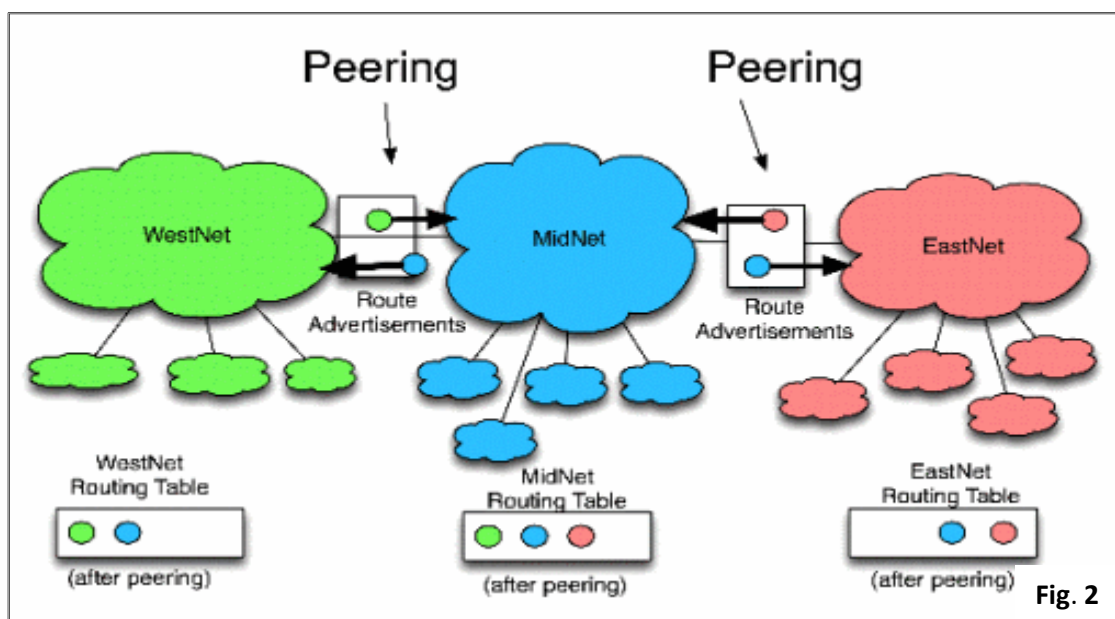 Peering
Peering
WestNet
MidNet
EastNet
Route
Advertisements
Route
Advertisements
WestNet
Routing Table
(after peering)
MidNet
Routing Table
(after peering)
EastNet
Routing Table
(after peering)
Fig. 2